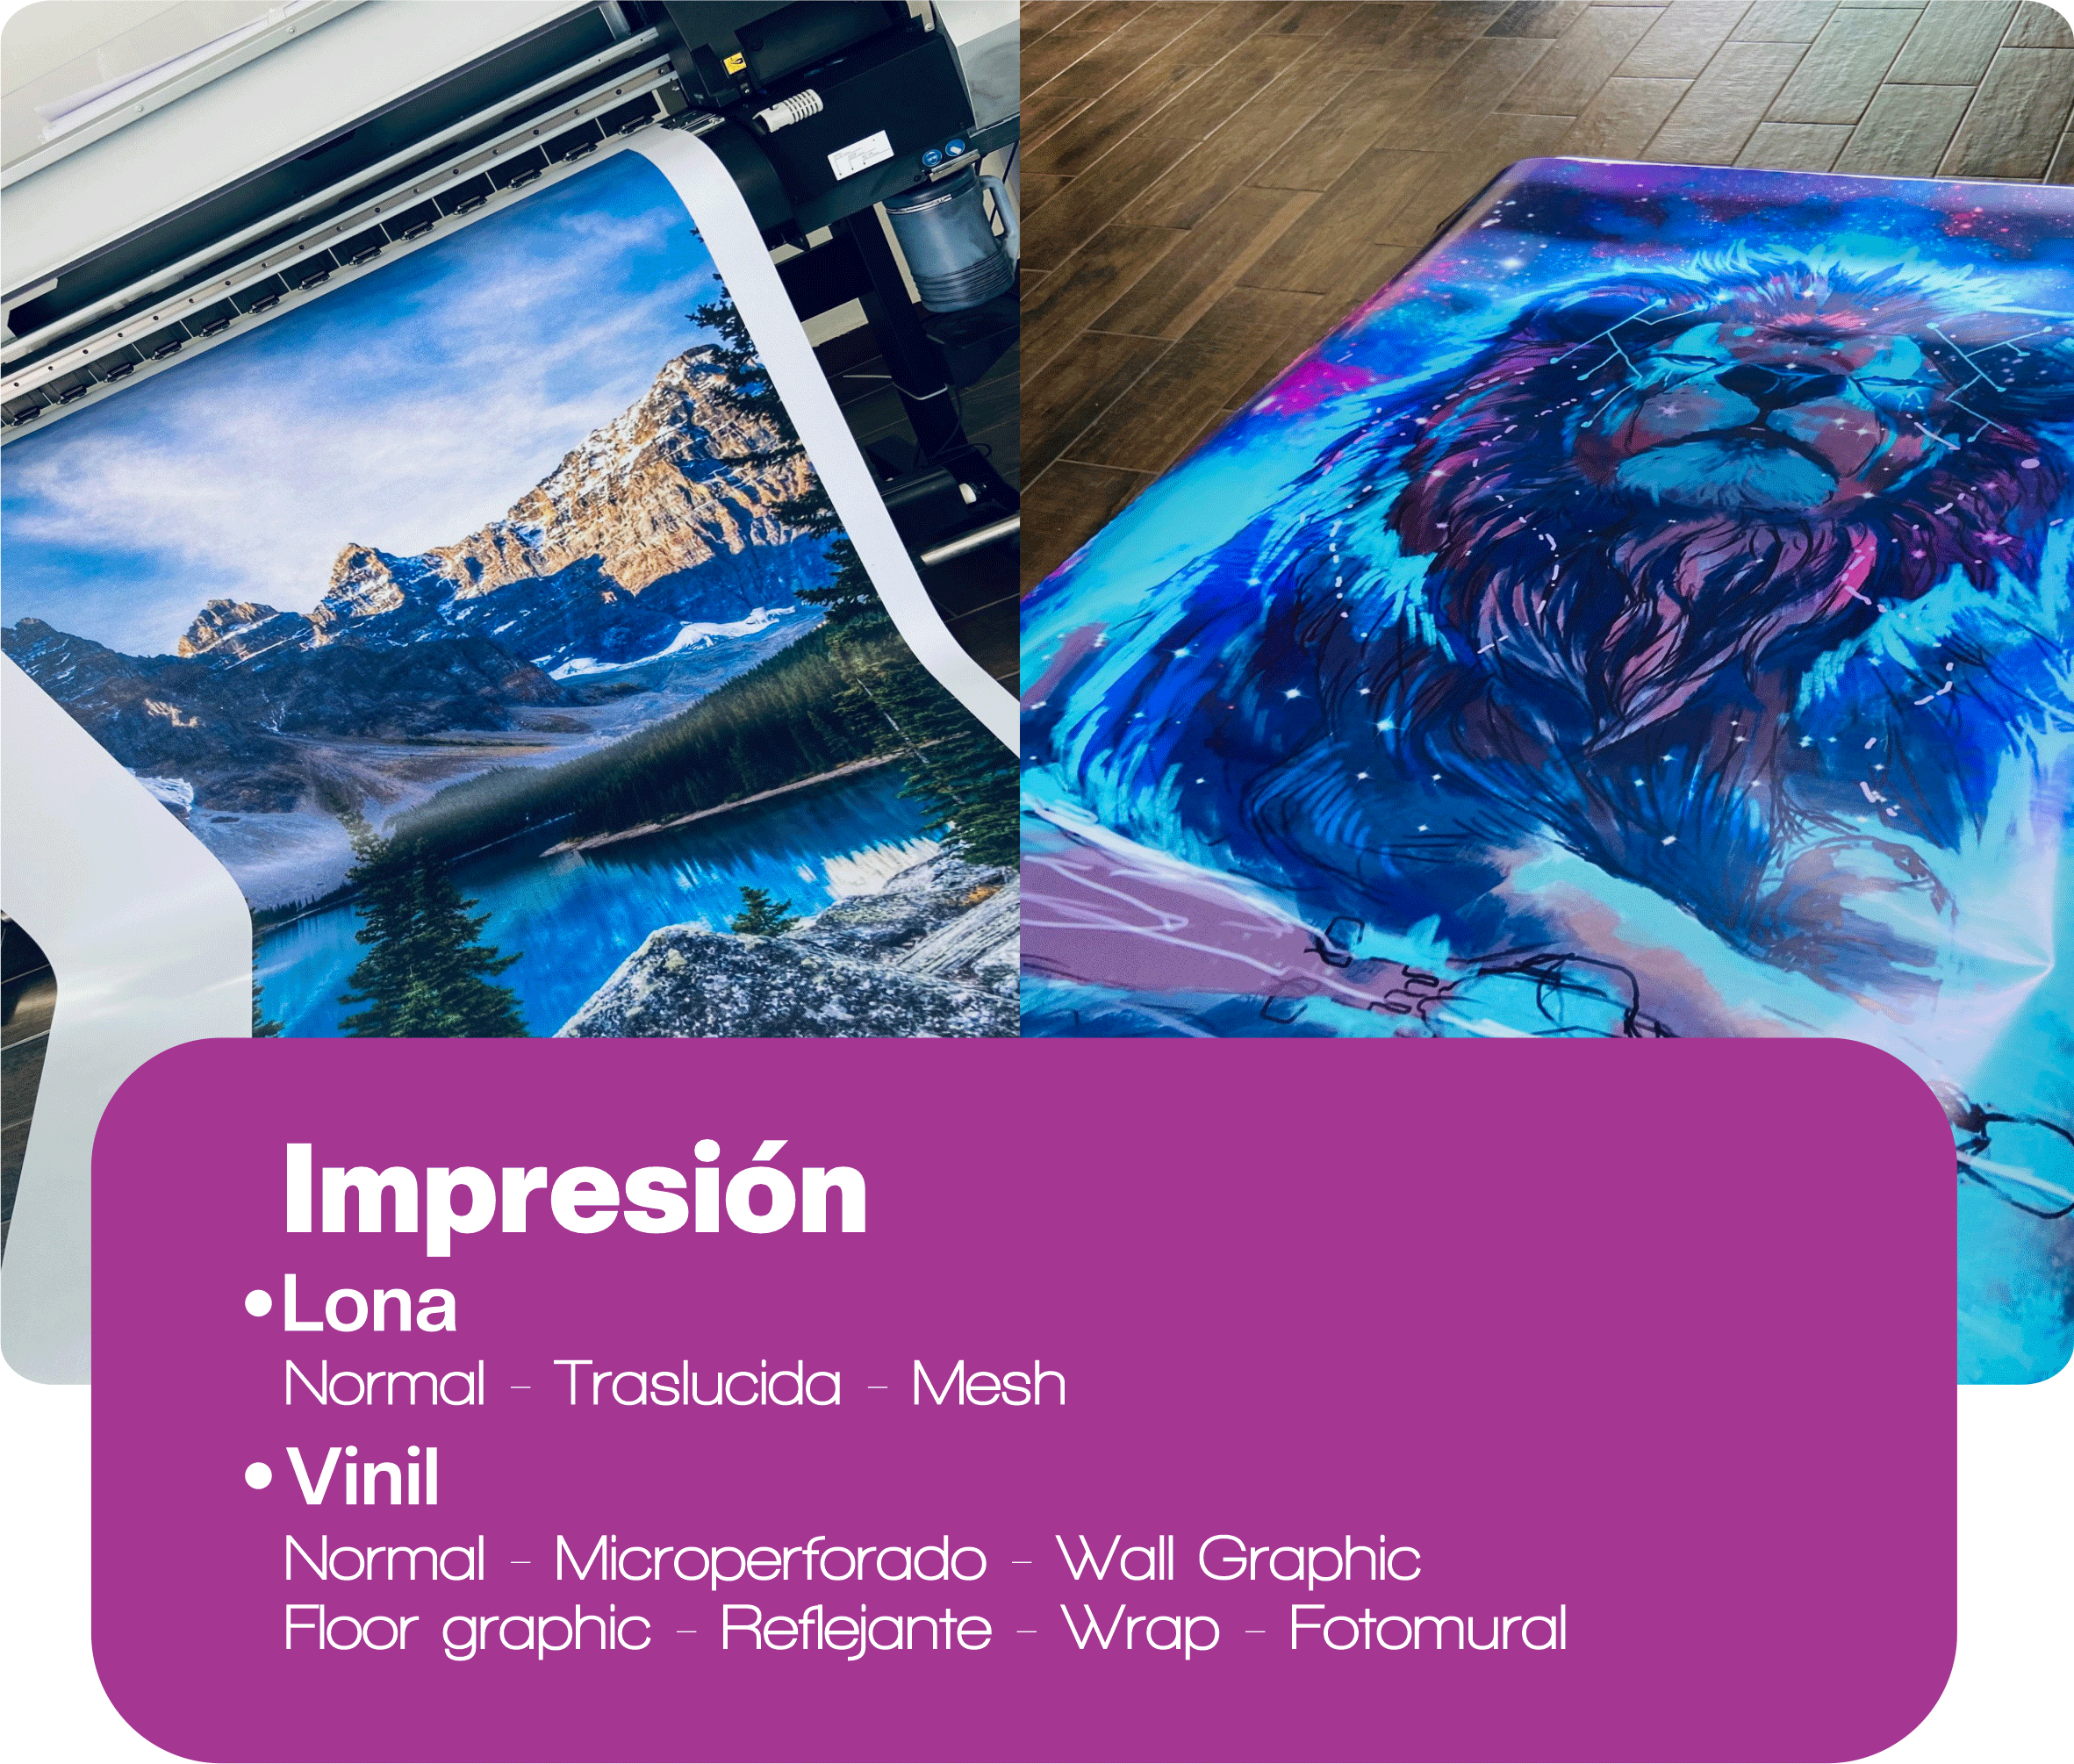 Impresión
•Lona
Normal - Traslucida - Mesh
•Vinil
Normal - Microperforado - Wall Graphic
Floor graphic - Reflejante - Wrap - Fotomural